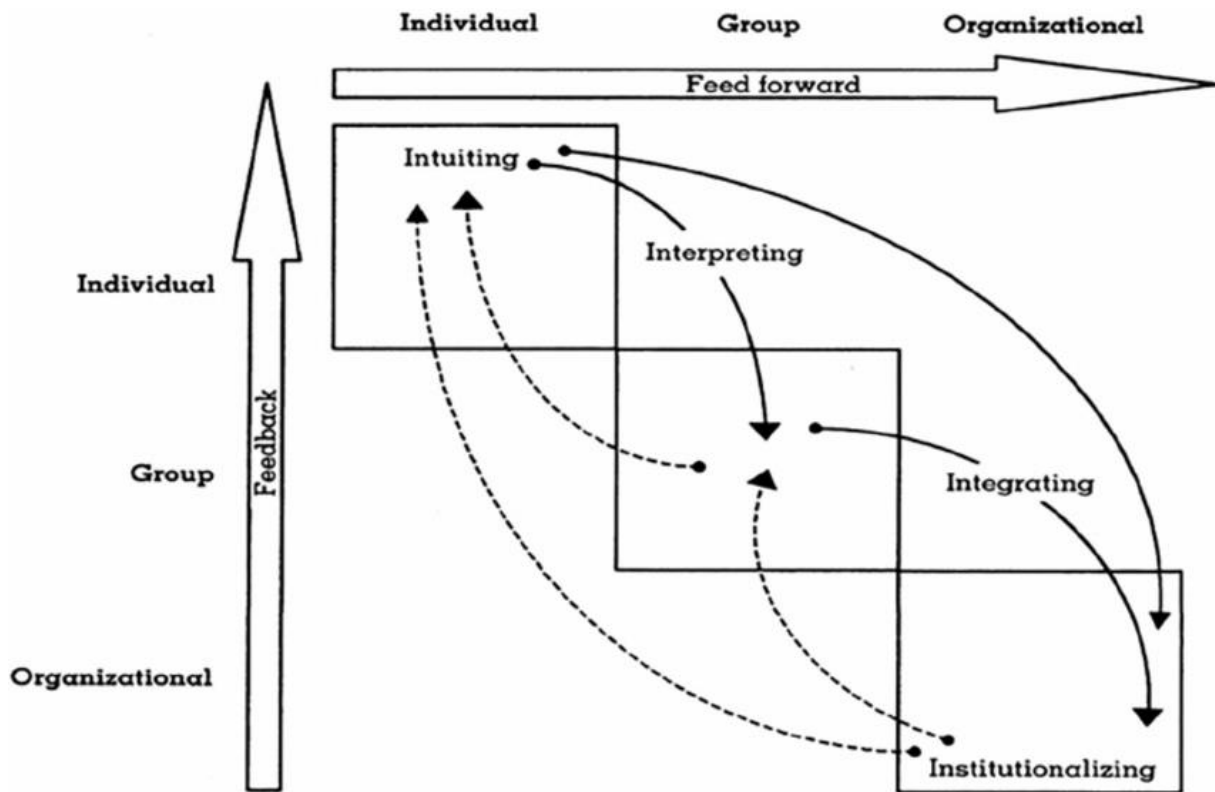 Individual Group Organizational
Feed forward
Intuiting
Interpreting
Individual
Feedback
Group
Integrating
Organizational
Institutionalizing